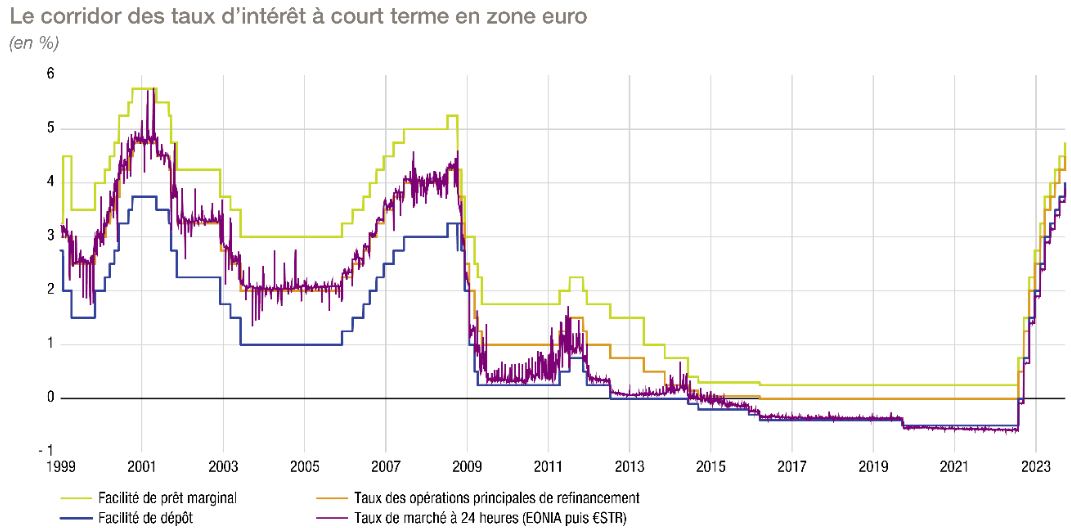 Le corridor des taux d'intérêt à court terme en zone euro
(en %)
6
5
4
3
2
1
0
- 1
1999 2001 2003 2005 2007 2009 2011 2013 2015 2017 2019 2021 2023
Facilité de prêt marginal Taux des opérations principales de refinancement
Facilité de dépôt Taux de marché à 24 heures (EONIA puis €STR)